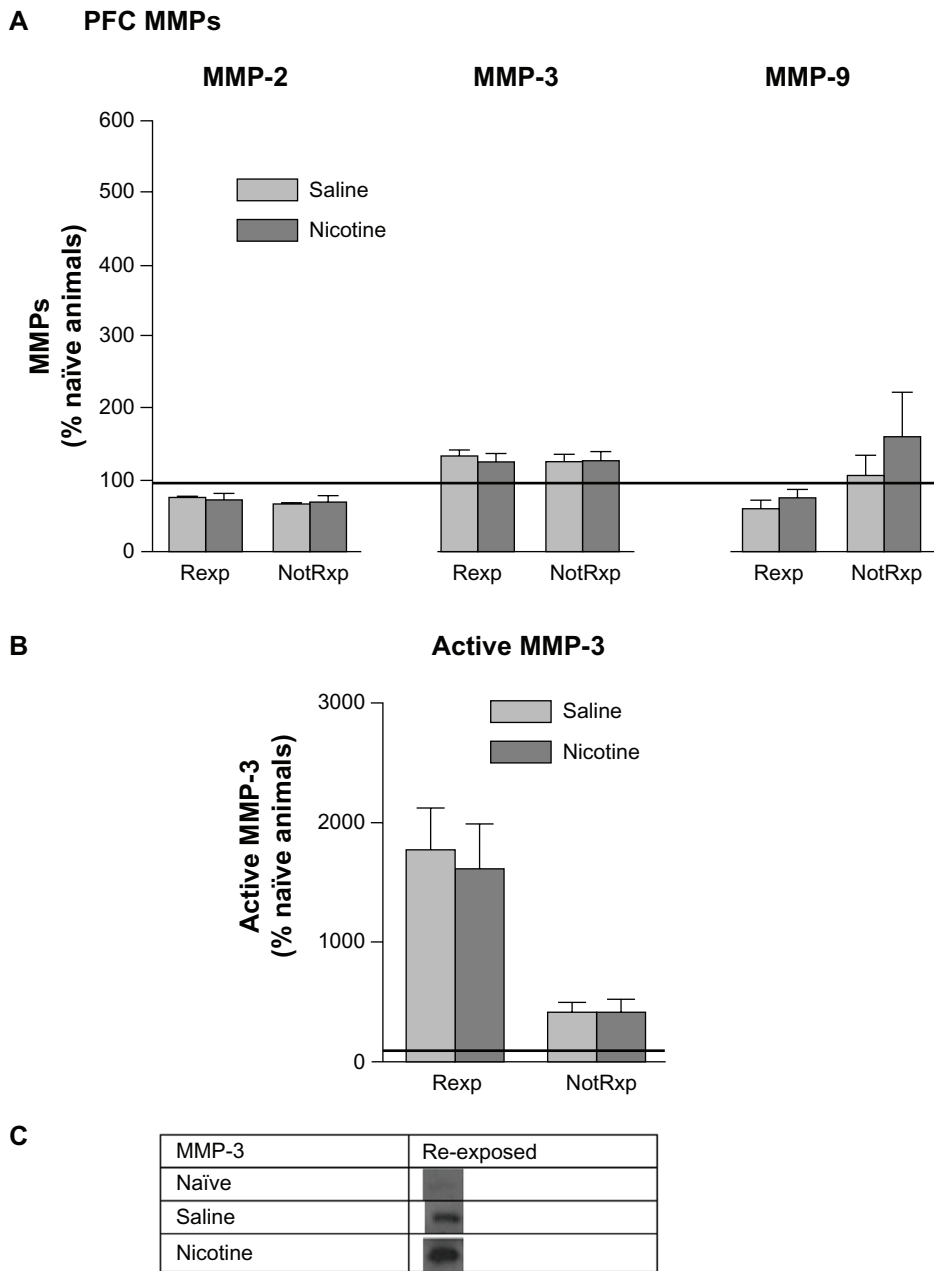 A PFC MMPs
MMP-2 MMP-3 MMP-9
MMPs
(% naïve animals)
600
500
400
300
200
100
0
Saline
Nicotine
Rexp NotRxp Rexp NotRxp Rexp NotRxp
B Active MMP-3
Active MMP-3
(% naïve animals)
3000
2000
1000
0
Saline
Nicotine
Rexp NotRxp
C
MMP-3 Re-exposed
Naïve
Saline
Nicotine